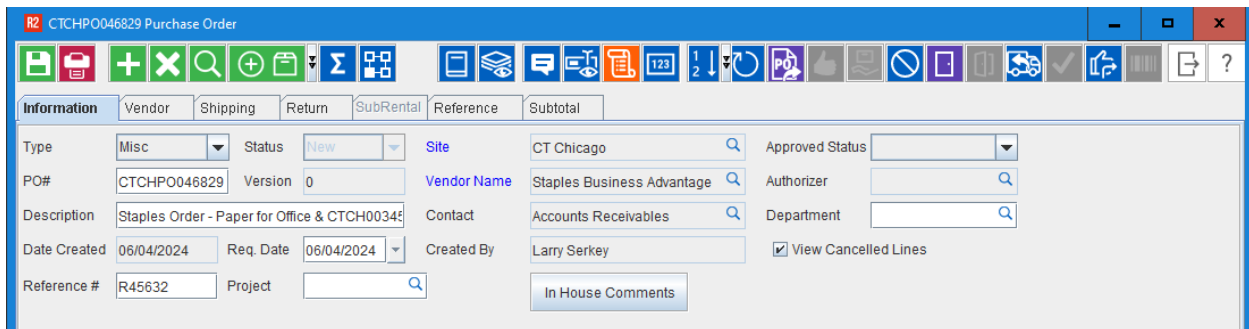 R2 CTCHPO046829 Purchase Order
123 1 2 PO ?
Information Vendor Shipping Return SubRental Reference Subtotal
Type Misc Status New Site CT Chicago Approved Status
PO# CTCHPO046829 Version 0 Vendor Name Staples Business Advantage Authorizer
Description Staples Order - Paper for Office & CTCH00345 Contact Accounts Receivables Department
Date Created 06/04/2024 Req. Date 06/04/2024 Created By Larry Serkey View Cancelled Lines
Reference # R45632 Project In House Comments